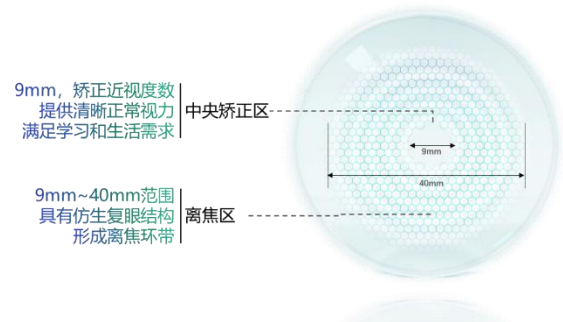 9mm，矫正近视度数
提供清晰正常视力
满足学习和生活需求
中央矫正区
9mm
40mm
9mm~40mm范围
具有仿生复眼结构
形成离焦环带
离焦区